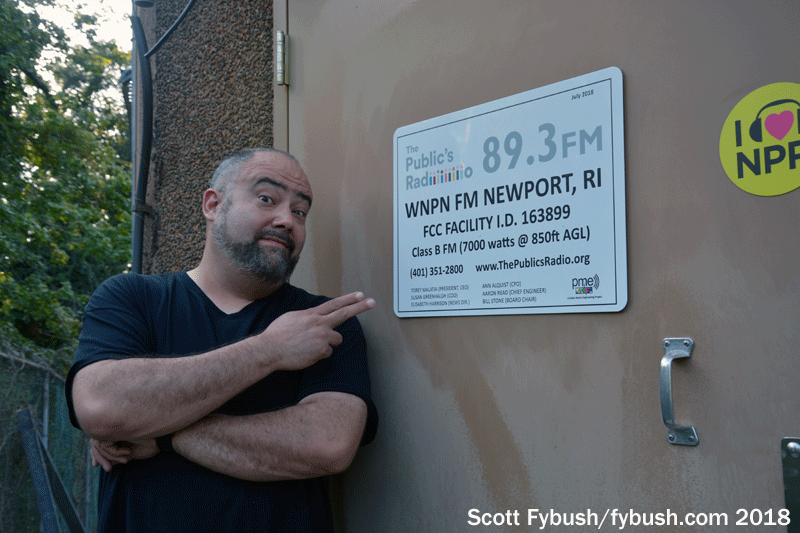 July 2018
The
Public's
Radio
89.3FM
WNPN FM NEWPORT, RI
FCC FACILITY I.D. 163899
Class B FM (7000 watts @ 850ft AGL)
(401) 351-2800 www.ThePublicsRadio.org
TOREY MALATIA (PRESIDENT, CEO)
SUSAN GREENHALGH (COO)
ELISABETH HARRISON (NEWS DIR.)
ANN ALQUIST (CFO)
AARON READ (CHIEF ENGINEER)
BILL STONE (BOARD CHAIR)
pme
I
NPR
Scott Fybush/fybush.com 2018